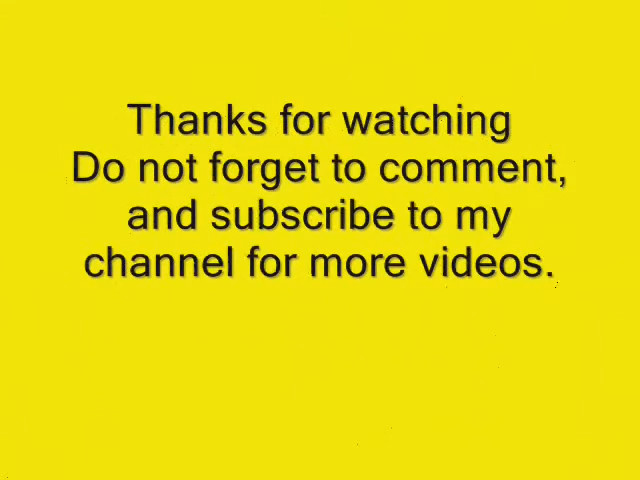 Thanks for watching
Do not forget to comment,
and subscribe to my
channel for more videos.